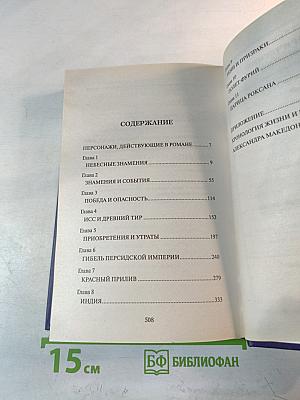 СОДЕРЖАНИЕ
ПЕРСОНАЖИ, ДЕЙСТВУЮЩИЕ В РОМАНЕ 7
Глава 1
НЕБЕСНЫЕ ЗНАМЕНИЯ 9
Глава 2
ЗНАМЕНИЯ И СОБЫТИЯ 55
Глава 3
ПОБЕДА И ОПАСНОСТЬ 114
Глава 4
ИСС И ДРЕВНИЙ ТИР 153
Глава 5
ПРИОБРЕТЕНИЯ И УТРАТЫ 197
Глава 6
ГИБЕЛЬ ПЕРСИДСКОЙ ИМПЕРИИ 240
Глава 7
КРАСНЫЙ ПРИЛИВ 279
Глава 8
ИНДИЯ 333
508
И ПРИЗРАКИ
ФУРИЙ
РОКСАНА
ПРИЛОЖЕНИЕ
ХРОНОЛОГИЯ ЖИЗНИ И
АЛЕКСАНДРА МАКЕДОН
15 см
БФ БИБЛИОФАН